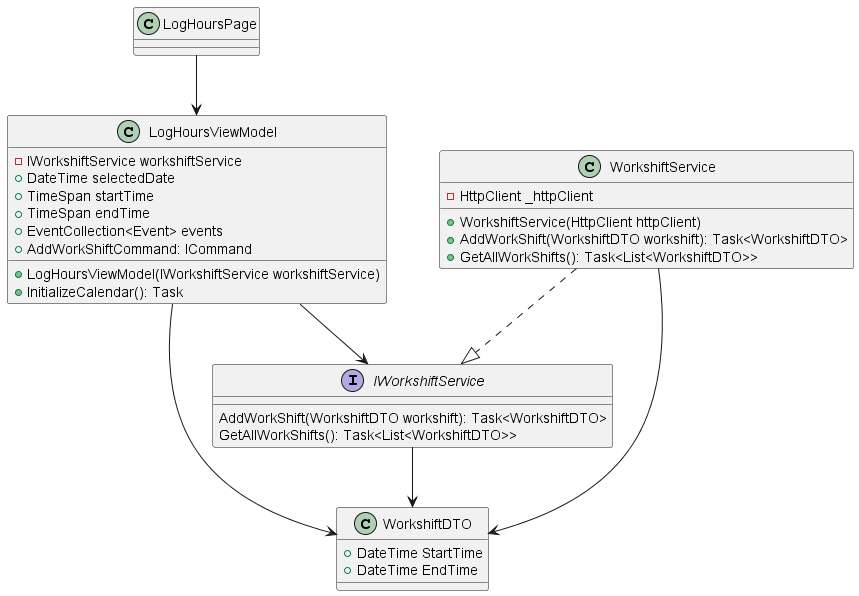 C LogHoursPage
C LogHoursViewModel
IWorkshiftService workshiftService
DateTime selectedDate
TimeSpan startTime
TimeSpan endTime
EventCollection<Event> events
AddWorkShiftCommand: ICommand
LogHoursViewModel(IWorkshiftService workshiftService)
InitializeCalendar(): Task
C WorkshiftService
HttpClient _httpClient
WorkshiftService(HttpClient httpClient)
AddWorkShift(WorkshiftDTO workshift): Task<WorkshiftDTO>
GetAllWorkShifts(): Task<List<WorkshiftDTO>>
I IWorkshiftService
AddWorkShift(WorkshiftDTO workshift): Task<WorkshiftDTO>
GetAllWorkShifts(): Task<List<WorkshiftDTO>>
C WorkshiftDTO
DateTime StartTime
DateTime EndTime